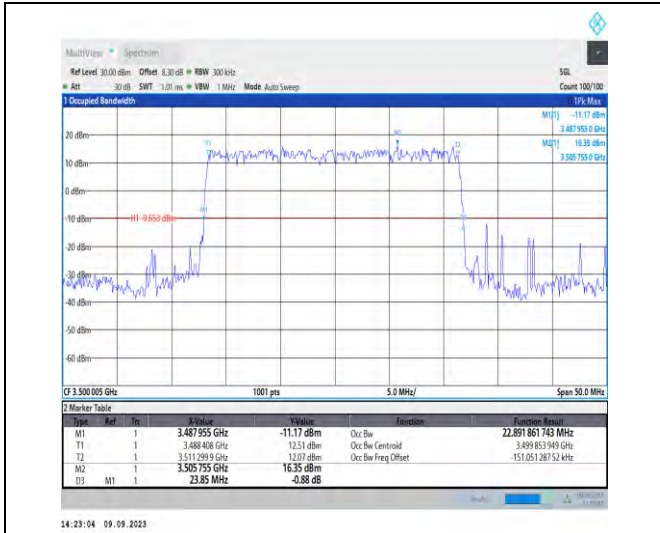 MultiView Spectrum
Ref Level 30.00 dBm Offset 8.30 dB RBW 300 kHz SGL
Att 30 dB SWT 1.01 ms VBW 1 MHz Mode Auto Sweep Count 100/100
1 Occupied Bandwidth 1Pk Max
M1[1] -11.17 dBm
3.487 955 0 GHz
M2[1] 16.35 dBm
3.505 755 0 GHz
20 dBm
T1 M2 T2
10 dBm
0 dBm
M1
-10 dBm H1 -9.653 dBm
-20 dBm
-30 dBm
-40 dBm
-50 dBm
-60 dBm
CF 3.500 005 GHz 1001 pts 5.0 MHz/ Span 50.0 MHz
2 Marker Table
Type Ref Trc X-Value Y-Value Function Function Result
M1 1 3.487 955 GHz -11.17 dBm Occ Bw 22.891 861 743 MHz
T1 1 3.488 408 GHz 12.51 dBm Occ Bw Centroid 3.499 853 949 GHz
T2 1 3.511 299 9 GHz 12.07 dBm Occ Bw Freq Offset -151.051 287 52 kHz
M2 1 3.505 755 GHz 16.35 dBm
D3 M1 1 23.85 MHz -0.88 dB
14:23:04 09.09.2023